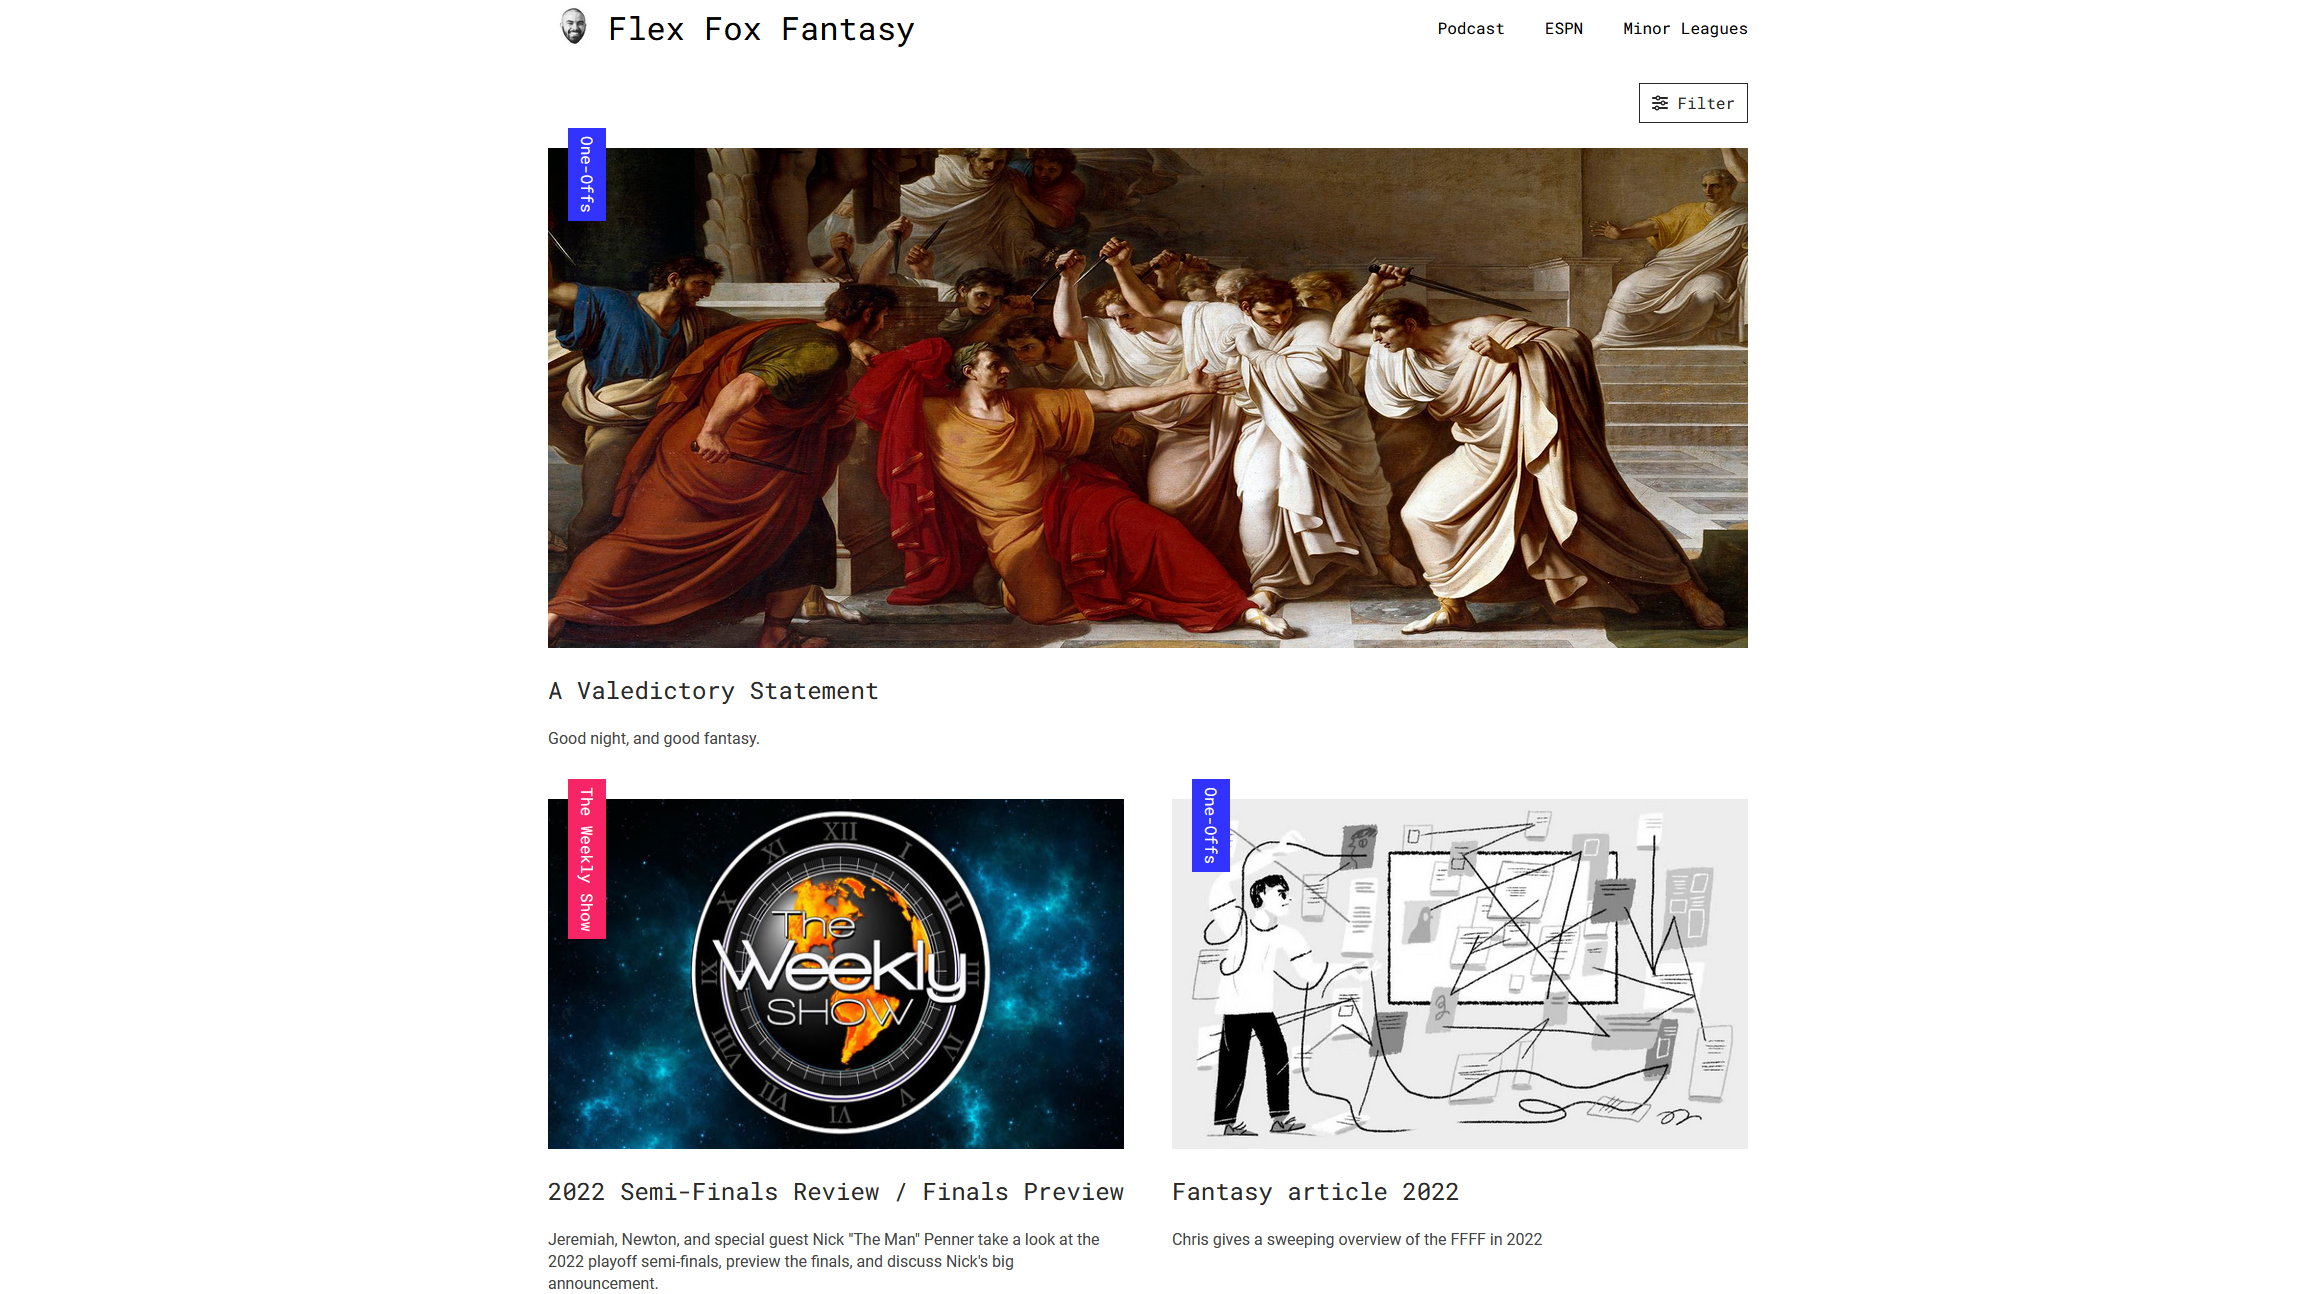 Flex Fox Fantasy
Podcast
ESPN
Minor Leagues
Filter
One-Offs
A Valedictory Statement
Good night, and good fantasy.
The Weekly Show
XII
I
II
III
IV
V
VI
VII
VIII
IX
X
XI
The
Weekly
SHOW
2022 Semi-Finals Review / Finals Preview
Jeremiah, Newton, and special guest Nick "The Man" Penner take a look at the
2022 playoff semi-finals, preview the finals, and discuss Nick's big
announcement.
One-Offs
Fantasy article 2022
Chris gives a sweeping overview of the FFFF in 2022